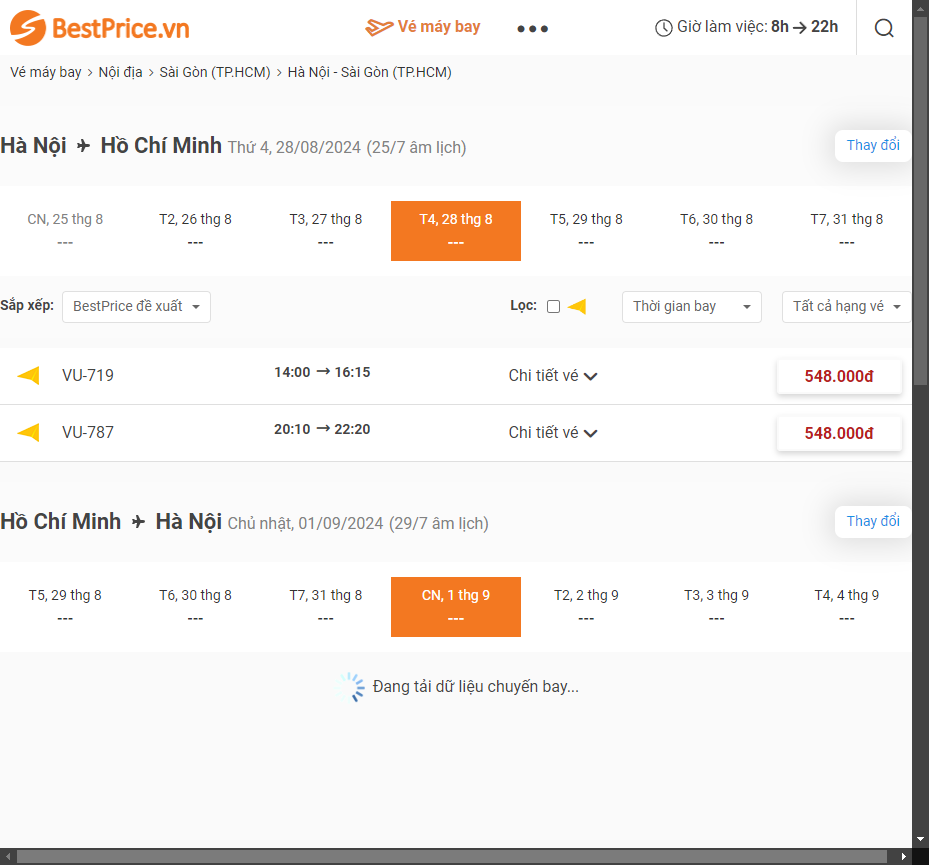 BestPrice.vn Vé máy bay ••• Giờ làm việc: 8h → 22h
Vé máy bay › Nội địa › Sài Gòn (TP.HCM) › Hà Nội - Sài Gòn (TP.HCM)
Hà Nội ✈ Hồ Chí Minh Thứ 4, 28/08/2024 (25/7 âm lịch) Thay đổi
CN, 25 thg 8 T2, 26 thg 8 T3, 27 thg 8 T4, 28 thg 8 T5, 29 thg 8 T6, 30 thg 8 T7, 31 thg 8
--- --- --- --- --- --- ---
Sắp xếp: BestPrice đề xuất Lọc: Thời gian bay Tất cả hạng vé
VU-719 14:00 → 16:15 Chi tiết vé 548.000đ
VU-787 20:10 → 22:20 Chi tiết vé 548.000đ
Hồ Chí Minh ✈ Hà Nội Chủ nhật, 01/09/2024 (29/7 âm lịch) Thay đổi
T5, 29 thg 8 T6, 30 thg 8 T7, 31 thg 8 CN, 1 thg 9 T2, 2 thg 9 T3, 3 thg 9 T4, 4 thg 9
--- --- --- --- --- --- ---
Đang tải dữ liệu chuyến bay...